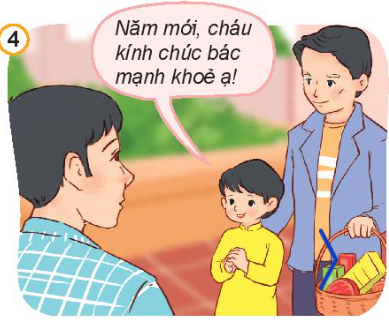 4
Năm mới, cháu
kính chúc bác
mạnh khoẻ ạ!